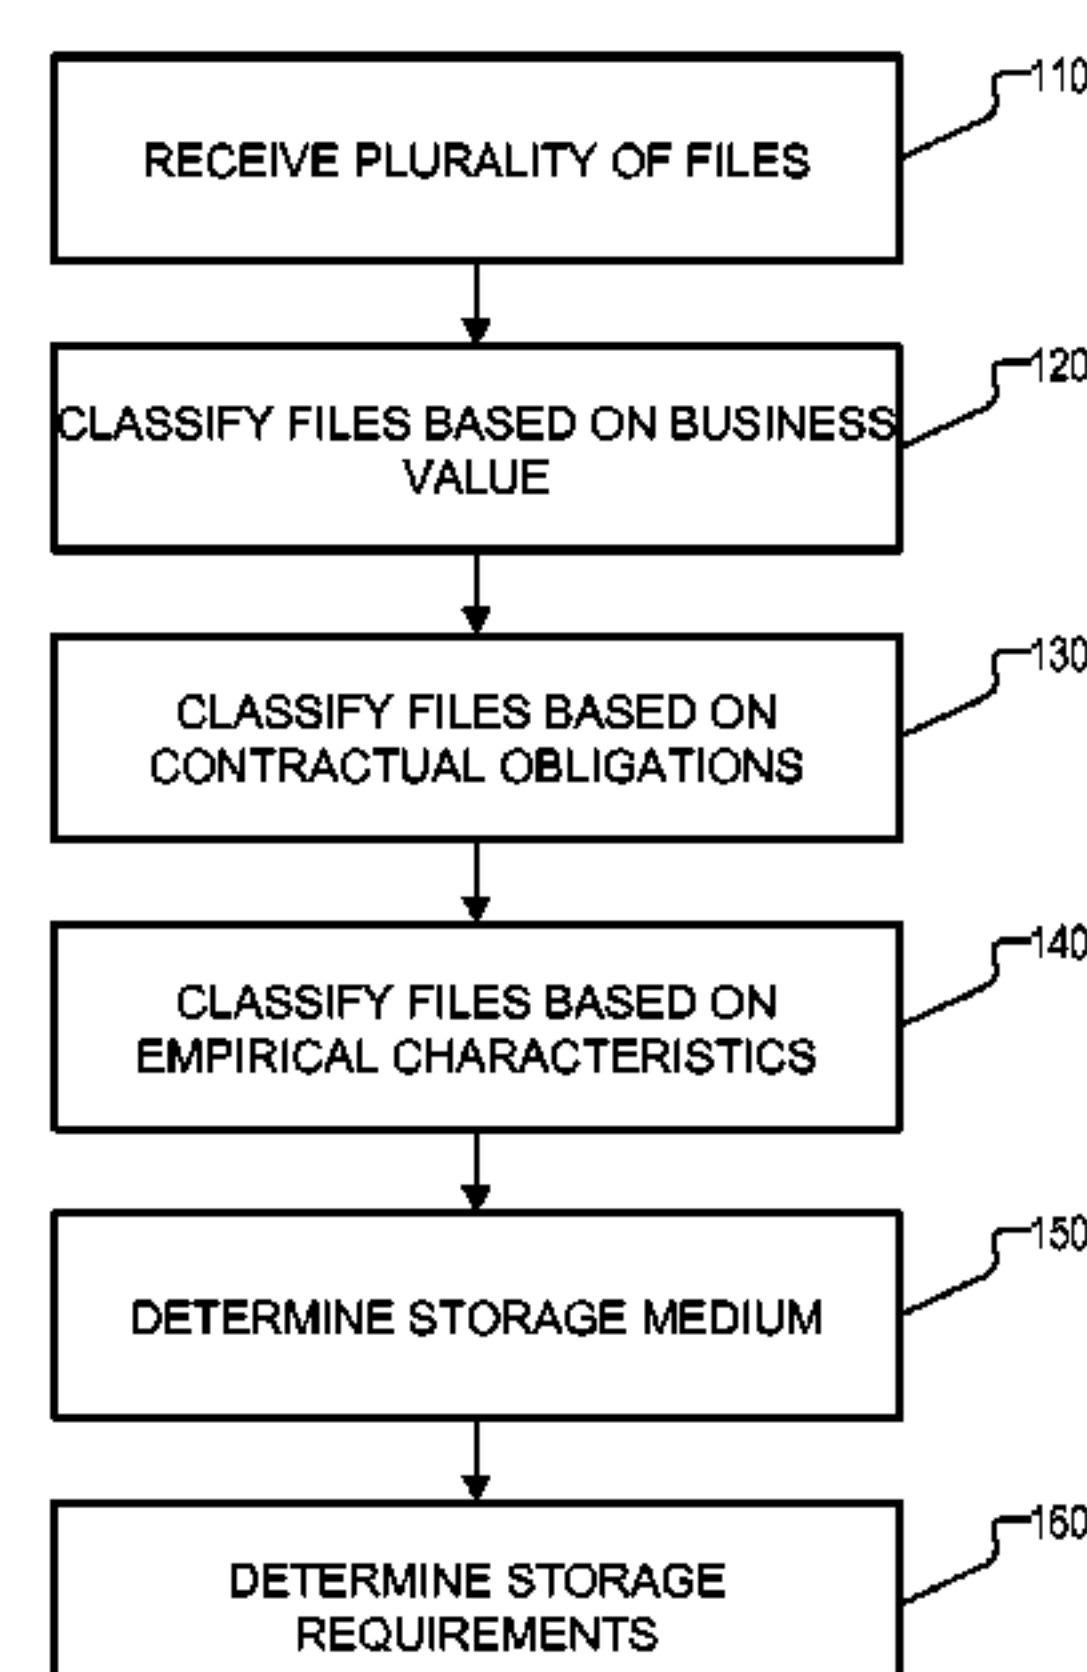 110
RECEIVE PLURALITY OF FILES
120
CLASSIFY FILES BASED ON BUSINESS
VALUE
130
CLASSIFY FILES BASED ON
CONTRACTUAL OBLIGATIONS
140
CLASSIFY FILES BASED ON
EMPIRICAL CHARACTERISTICS
150
DETERMINE STORAGE MEDIUM
160
DETERMINE STORAGE
REQUIREMENTS